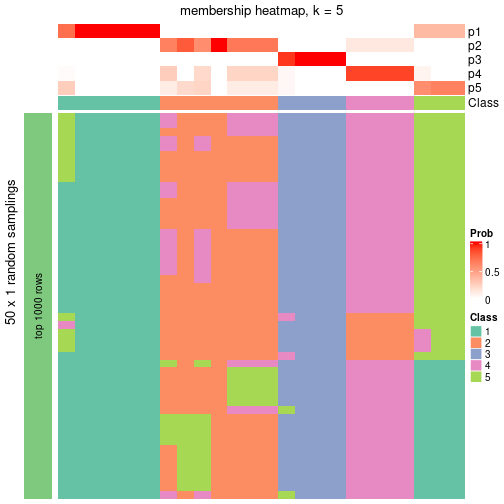 membership heatmap, k = 5
p1
p2
p3
p4
p5
Class
50 x 1 random samplings
top 1000 rows
Prob
1
0.5
0
Class
1
2
3
4
5